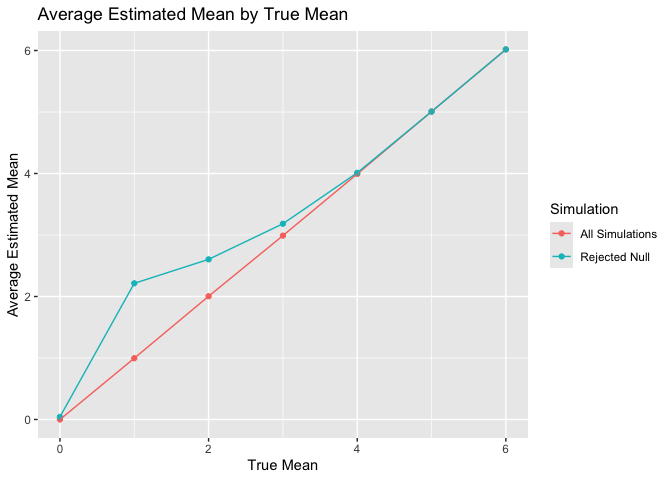 Average Estimated Mean by True Mean
6
4
2
0
Average Estimated Mean
0
2
4
6
True Mean
Simulation
All Simulations
Rejected Null